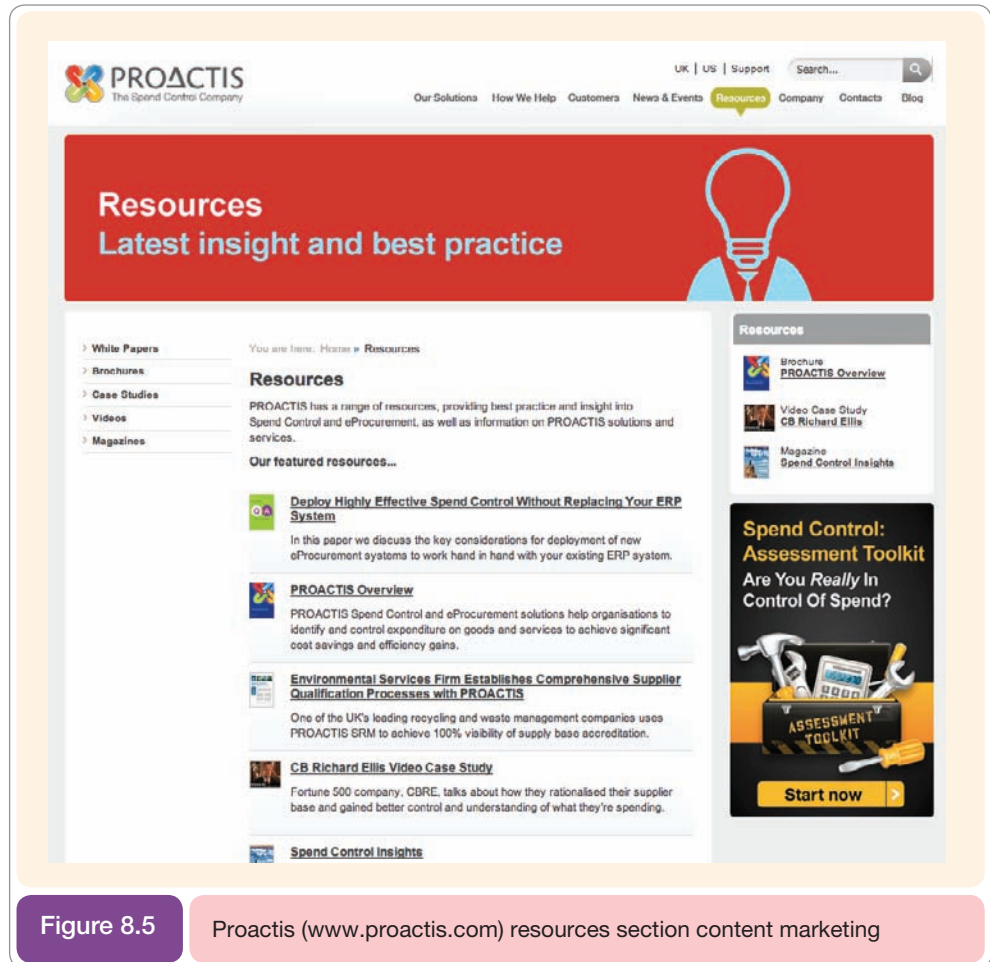 PROACTIS
The Spend Control Company
UK | US | Support
Search...
Our Solutions How We Help Customers News & Events Resources Company Contacts Blog
Resources
Latest insight and best practice
White Papers
Brochures
Case Studies
Videos
Magazines
You are here: Home » Resources
Resources
PROACTIS has a range of resources, providing best practice and insight into
Spend Control and eProcurement, as well as information on PROACTIS solutions and
services.
Our featured resources...
Q A
Deploy Highly Effective Spend Control Without Replacing Your ERP
System
In this paper we discuss the key considerations for deployment of new
eProcurement systems to work hand in hand with your existing ERP system.
PROACTIS Overview
PROACTIS Spend Control and eProcurement solutions help organisations to
identify and control expenditure on goods and services to achieve significant
cost savings and efficiency gains.
Environmental Services Firm Establishes Comprehensive Supplier
Qualification Processes with PROACTIS
One of the UK's leading recycling and waste management companies uses
PROACTIS SRM to achieve 100% visibility of supply base accreditation.
CB Richard Ellis Video Case Study
Fortune 500 company, CBRE, talks about how they rationalised their supplier
base and gained better control and understanding of what they're spending.
Spend Control Insights
Resources
Brochure
PROACTIS Overview
Video Case Study
CB Richard Ellis
Magazine
Spend Control Insights
Spend Control:
Assessment Toolkit
Are You Really In
Control Of Spend?
ASSESSMENT
TOOLKIT
Start now
Figure 8.5
Proactis (www.proactis.com) resources section content marketing